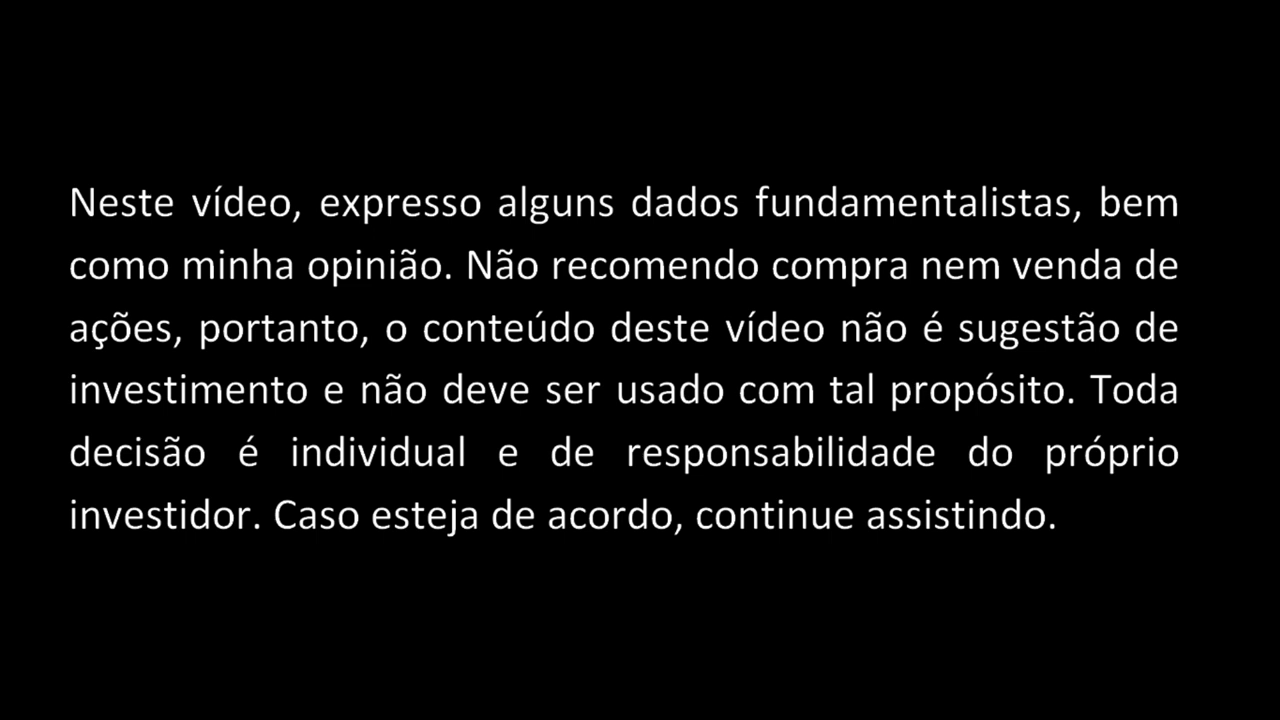 Neste vídeo, expresso alguns dados fundamentalistas, bem
como minha opinião. Não recomendo compra nem venda de
ações, portanto, o conteúdo deste vídeo não é sugestão de
investimento e não deve ser usado com tal propósito. Toda
decisão é individual e de responsabilidade do próprio
investidor. Caso esteja de acordo, continue assistindo.